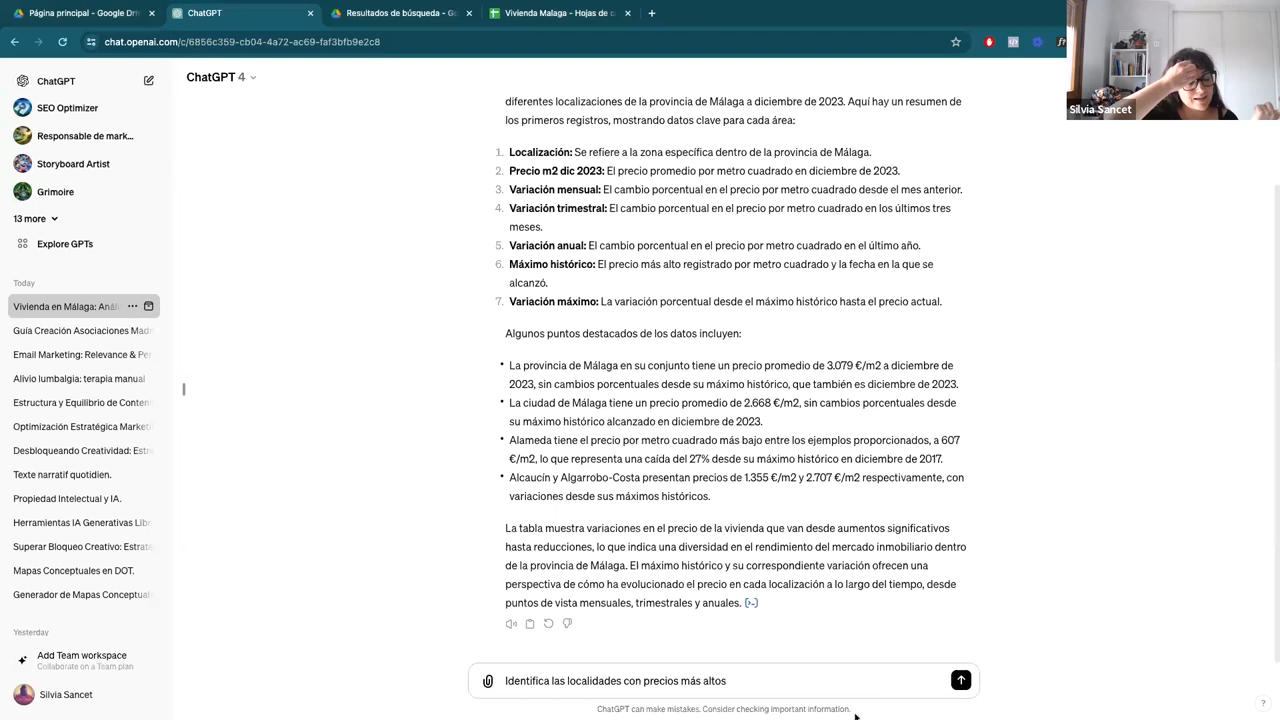 Página principal - Google Driv
ChatGPT
Resultados de búsqueda - Go
Vivienda Malaga - Hojas de c
chat.openai.com/c/6856c359-cb04-4a72-ac69-faf3bfb9e2c8
Silvia Sancet
ChatGPT
SEO Optimizer
Responsable de mark...
Storyboard Artist
Grimoire
13 more
Explore GPTs
Today
Vivienda en Málaga: Anál
Guía Creación Asociaciones Madr
Email Marketing: Relevance & Pe
Alivio lumbalgia: terapia manual
Estructura y Equilibrio de Conten
Optimización Estratégica Market
Desbloqueando Creatividad: Estr
Texte narratif quotidien.
Propiedad Intelectual y IA.
Herramientas IA Generativas Libr
Superar Bloqueo Creativo: Estrat
Mapas Conceptuales en DOT.
Generador de Mapas Conceptual
Yesterday
Add Team workspace
Collaborate on a Team plan
Silvia Sancet
ChatGPT 4
diferentes localizaciones de la provincia de Málaga a diciembre de 2023. Aquí hay un resumen de
los primeros registros, mostrando datos clave para cada área:
1. Localización: Se refiere a la zona específica dentro de la provincia de Málaga.
2. Precio m2 dic 2023: El precio promedio por metro cuadrado en diciembre de 2023.
3. Variación mensual: El cambio porcentual en el precio por metro cuadrado desde el mes anterior.
4. Variación trimestral: El cambio porcentual en el precio por metro cuadrado en los últimos tres
meses.
5. Variación anual: El cambio porcentual en el precio por metro cuadrado en el último año.
6. Máximo histórico: El precio más alto registrado por metro cuadrado y la fecha en la que se
alcanzó.
7. Variación máximo: La variación porcentual desde el máximo histórico hasta el precio actual.
Algunos puntos destacados de los datos incluyen:
• La provincia de Málaga en su conjunto tiene un precio promedio de 3.079 €/m2 a diciembre de
2023, sin cambios porcentuales desde su máximo histórico, que también es diciembre de 2023.
• La ciudad de Málaga tiene un precio promedio de 2.668 €/m2, sin cambios porcentuales desde
su máximo histórico alcanzado en diciembre de 2023.
• Alameda tiene el precio por metro cuadrado más bajo entre los ejemplos proporcionados, a 607
€/m2, lo que representa una caída del 27% desde su máximo histórico en diciembre de 2017.
• Alcaucín y Algarrobo-Costa presentan precios de 1.355 €/m2 y 2.707 €/m2 respectivamente, con
variaciones desde sus máximos históricos.
La tabla muestra variaciones en el precio de la vivienda que van desde aumentos significativos
hasta reducciones, lo que indica una diversidad en el rendimiento del mercado inmobiliario dentro
de la provincia de Málaga. El máximo histórico y su correspondiente variación ofrecen una
perspectiva de cómo ha evolucionado el precio en cada localización a lo largo del tiempo, desde
puntos de vista mensuales, trimestrales y anuales. [>-]
Identifica las localidades con precios más altos
ChatGPT can make mistakes. Consider checking important information.
?